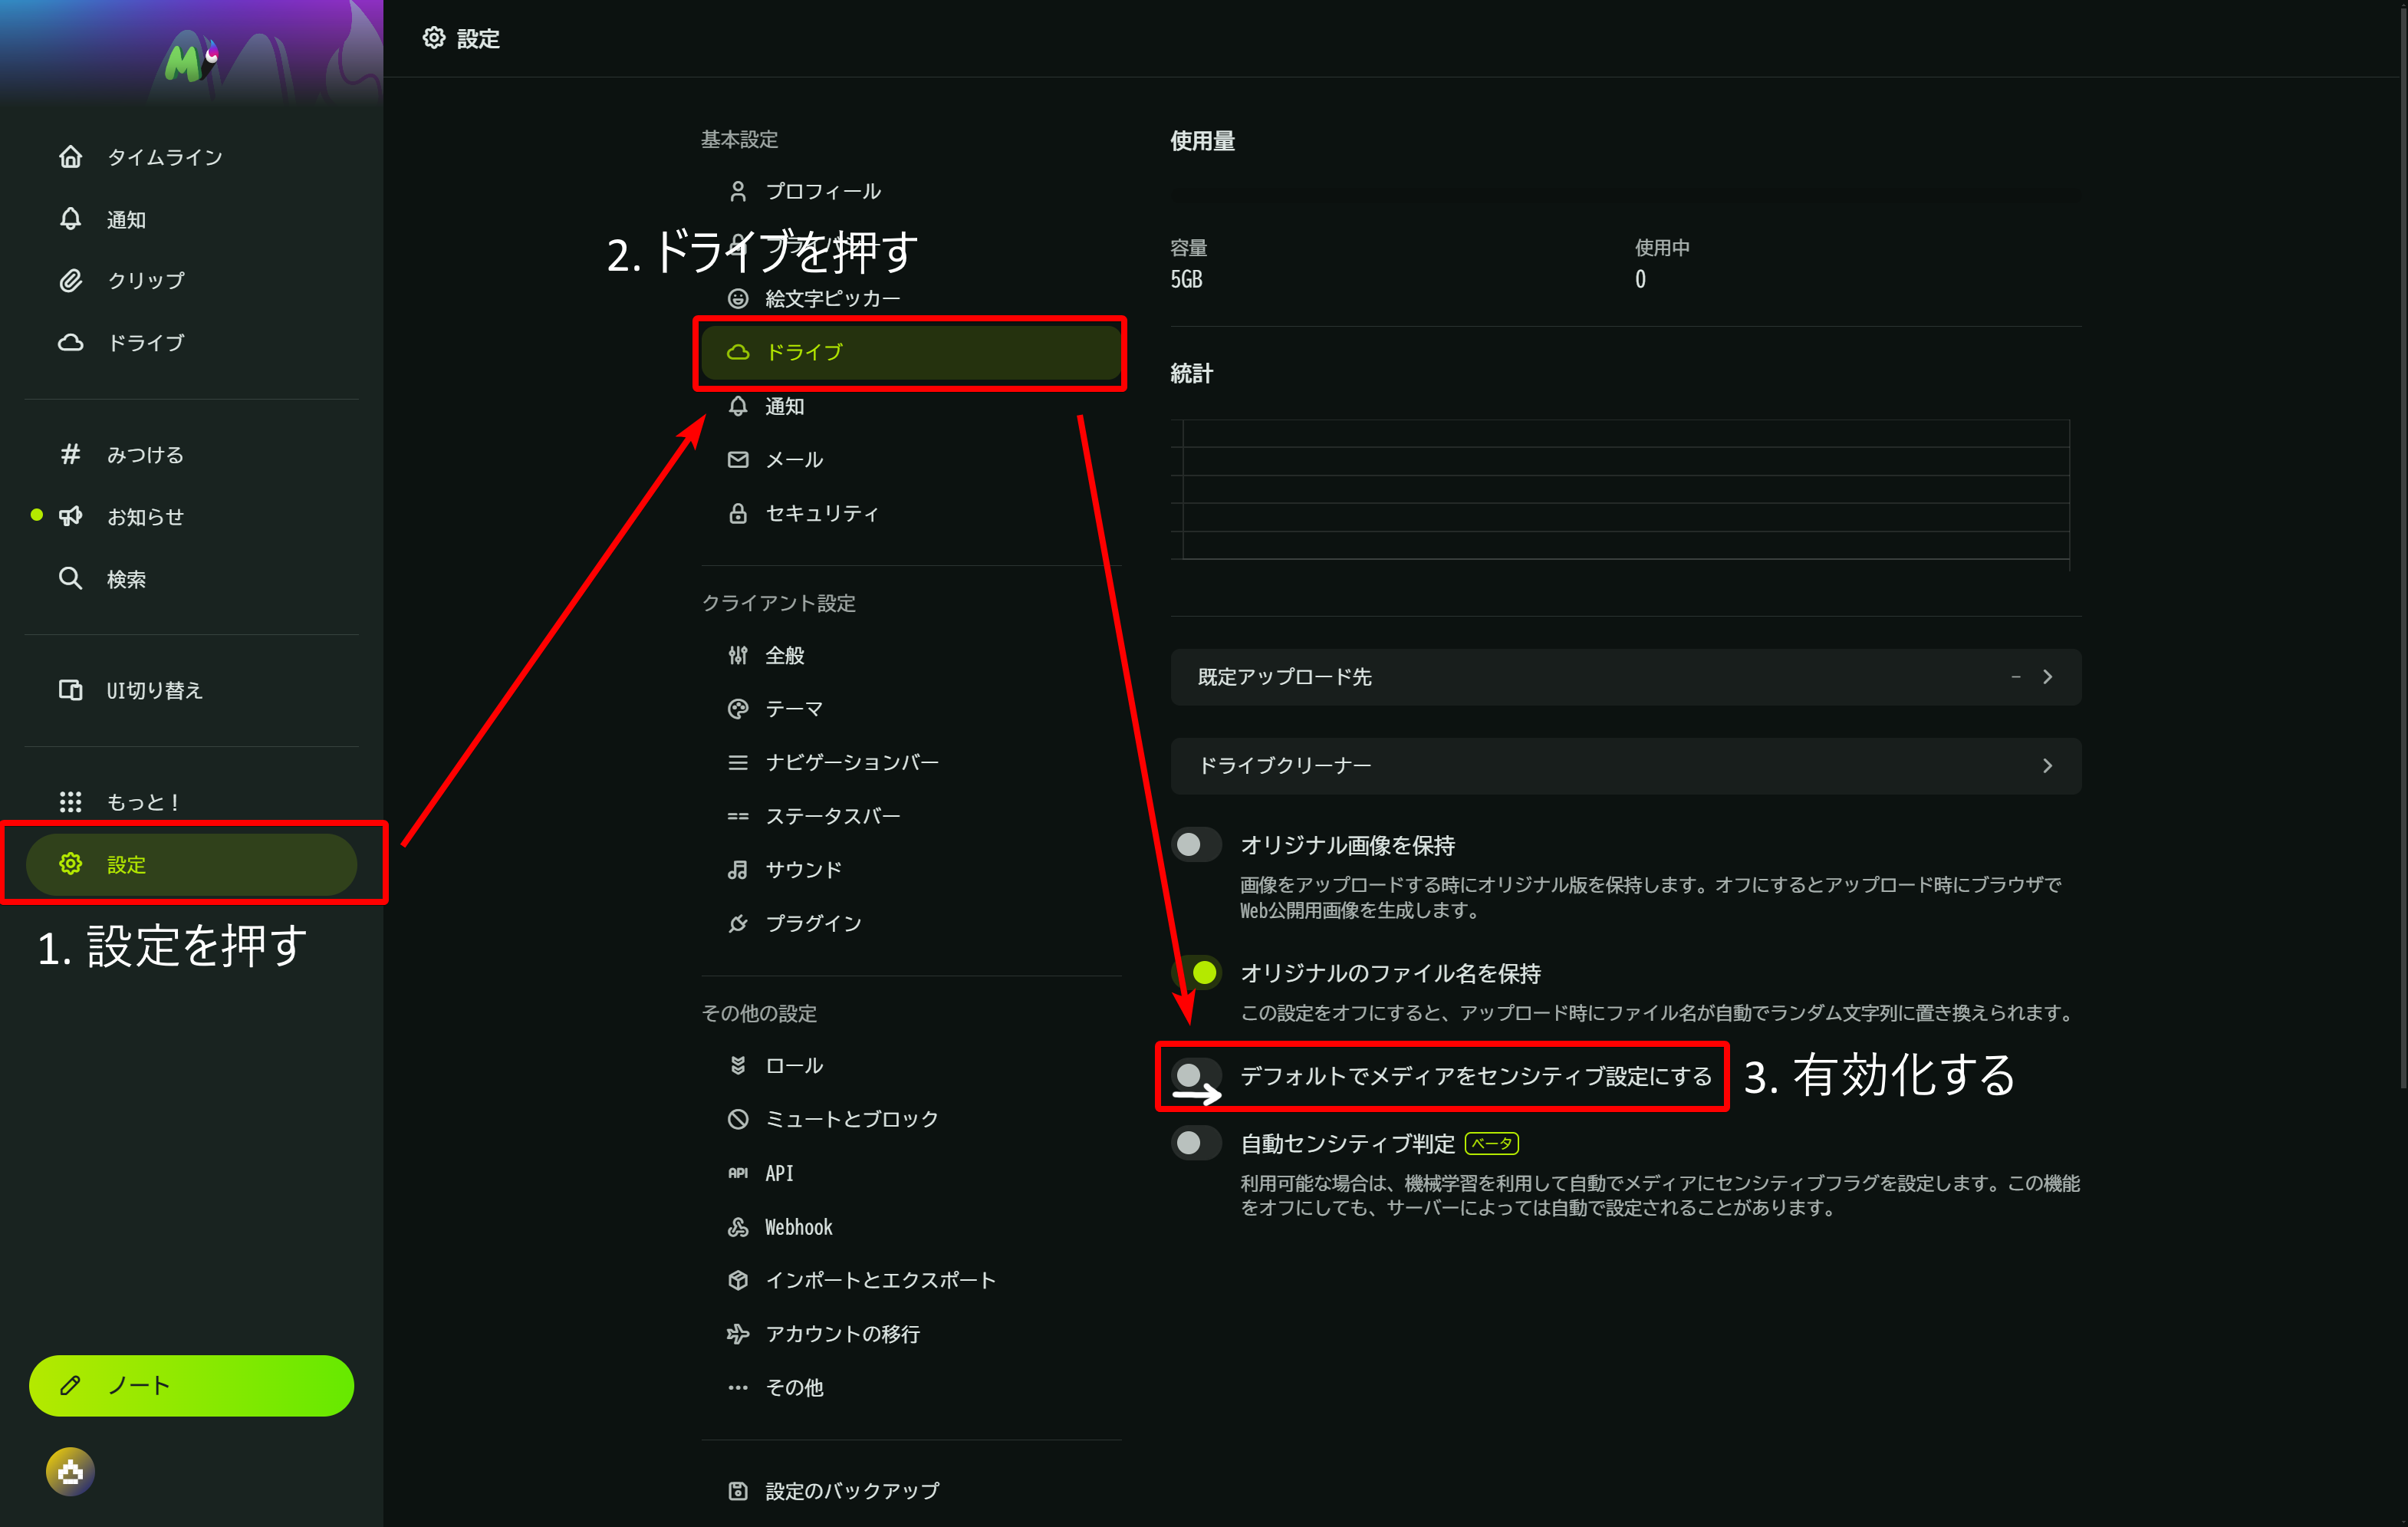 設定
タイムライン
通知
クリップ
ドライブ
みつける
お知らせ
検索
UI切り替え
もっと！
設定
1. 設定を押す
ノート
基本設定
プロフィール
2. ドライブを押す
絵文字ピッカー
ドライブ
通知
メール
セキュリティ
クライアント設定
全般
テーマ
ナビゲーションバー
ステータスバー
サウンド
プラグイン
その他の設定
ロール
ミュートとブロック
API
API
Webhook
インポートとエクスポート
アカウントの移行
その他
設定のバックアップ
使用量
容量
5GB
使用中
0
統計
既定アップロード先
-
ドライブクリーナー
オリジナル画像を保持
画像をアップロードする時にオリジナル版を保持します。オフにするとアップロード時にブラウザで
Web公開用画像を生成します。
オリジナルのファイル名を保持
この設定をオフにすると、アップロード時にファイル名が自動でランダム文字列に置き換えられます。
デフォルトでメディアをセンシティブ設定にする
3. 有効化する
自動センシティブ判定 ベータ
利用可能な場合は、機械学習を利用して自動でメディアにセンシティブフラグを設定します。この機能
をオフにしても、サーバーによっては自動で設定されることがあります。